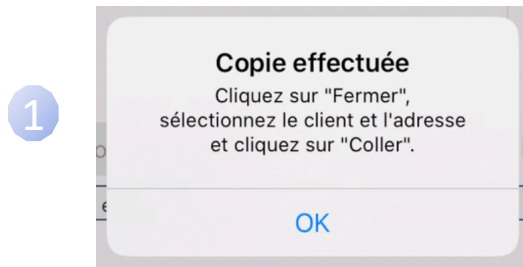 1
Copie effectuée
Cliquez sur "Fermer",
sélectionnez le client et l'adresse
et cliquez sur "Coller".
OK